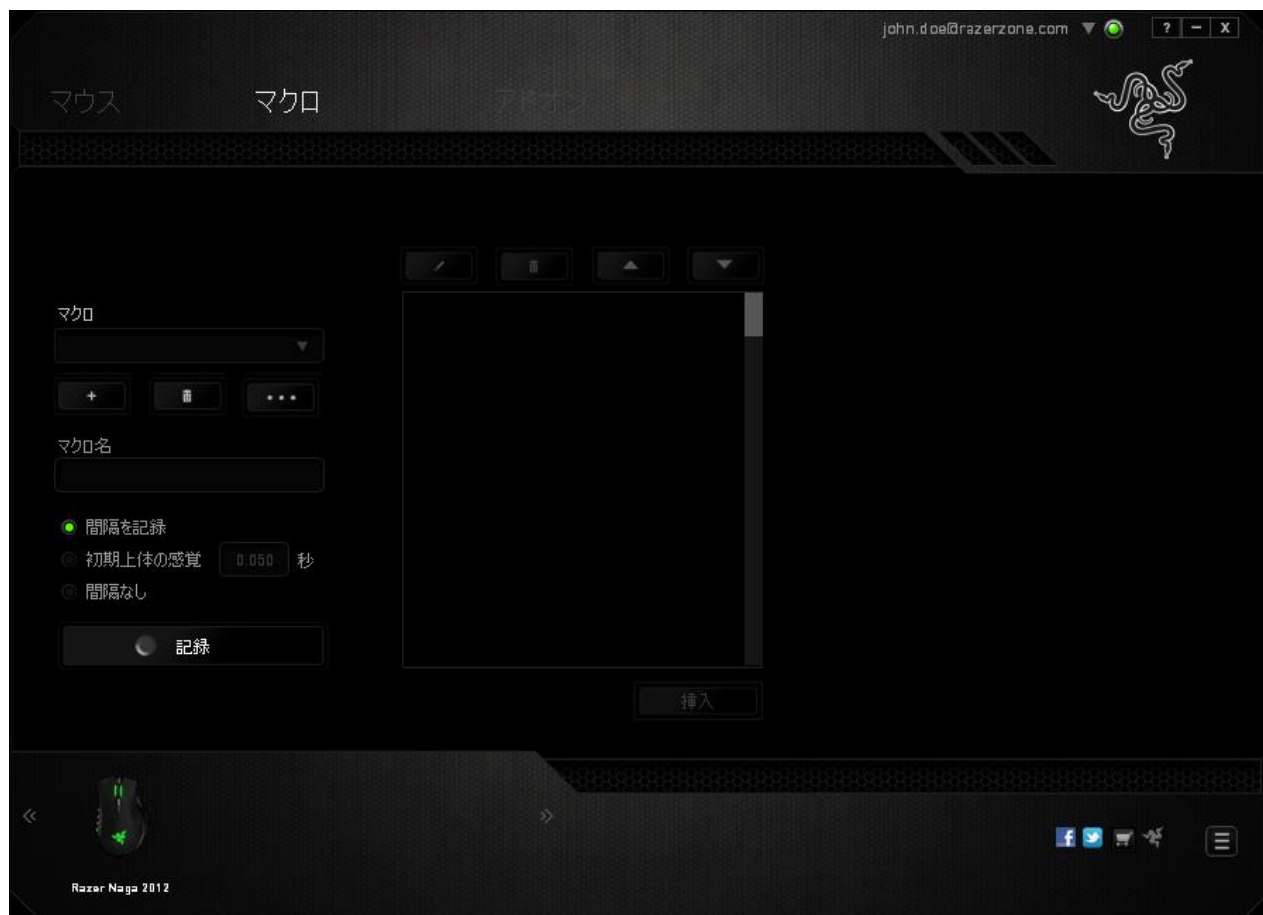 john.doe@razerzone.com ▼ ? – X
マウス マクロ アドオン
マクロ
マクロ名
間隔を記録
初期上体の感覚 0.050 秒
間隔なし
記録
挿入
Razer Naga 2012